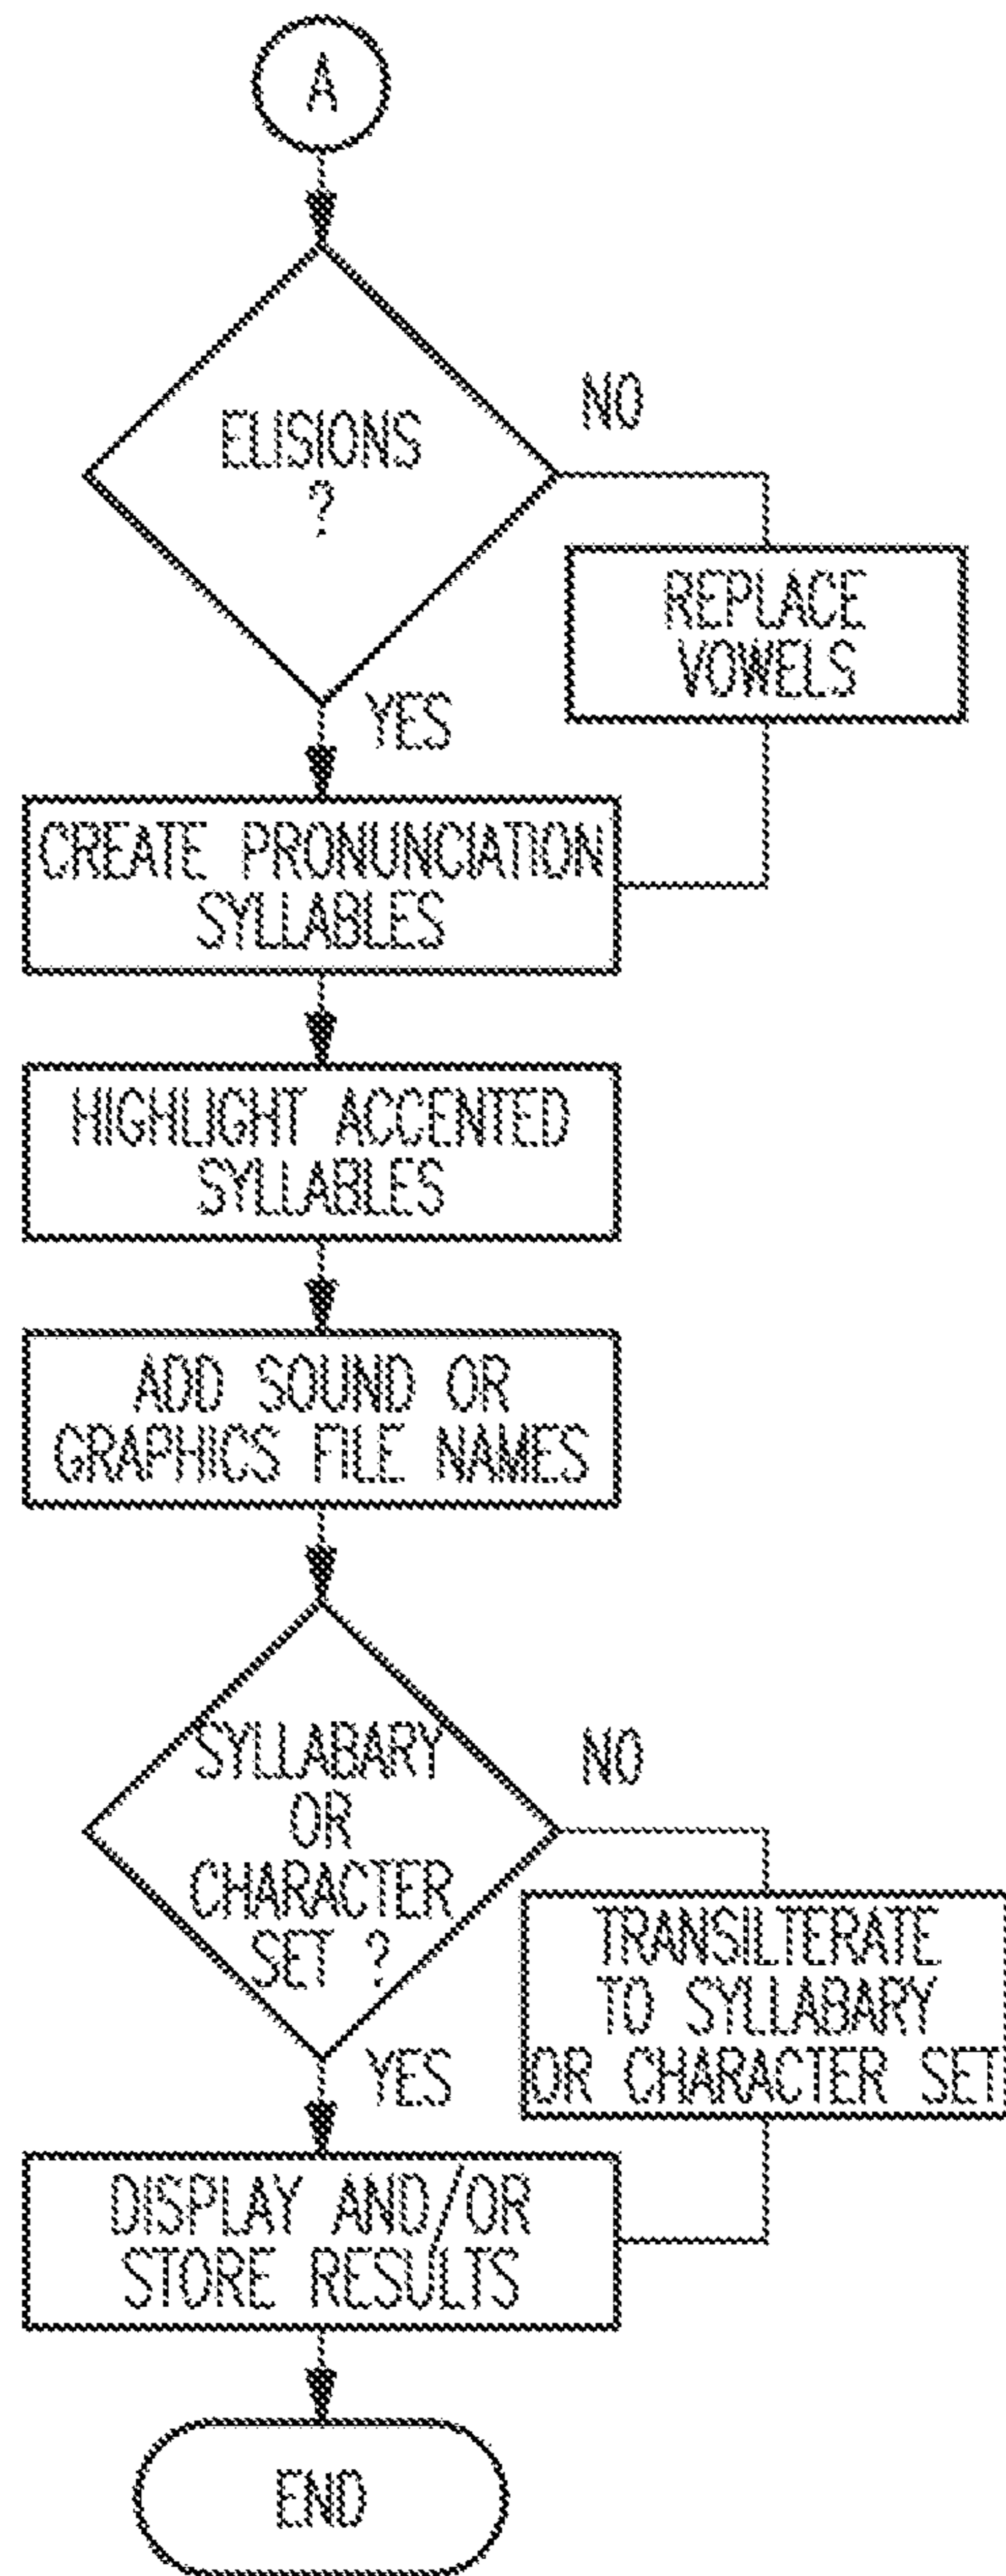 A
ELISIONS
?
NO
REPLACE
VOWELS
YES
CREATE PRONUNCIATION
SYLLABLES
HIGHLIGHT ACCENTED
SYLLABLES
ADD SOUND OR
GRAPHICS FILE NAMES
SYLLABARY
OR
CHARACTER
SET ?
NO
TRANSILTERATE
TO SYLLABARY
OR CHARACTER SET
YES
DISPLAY AND/OR
STORE RESULTS
END